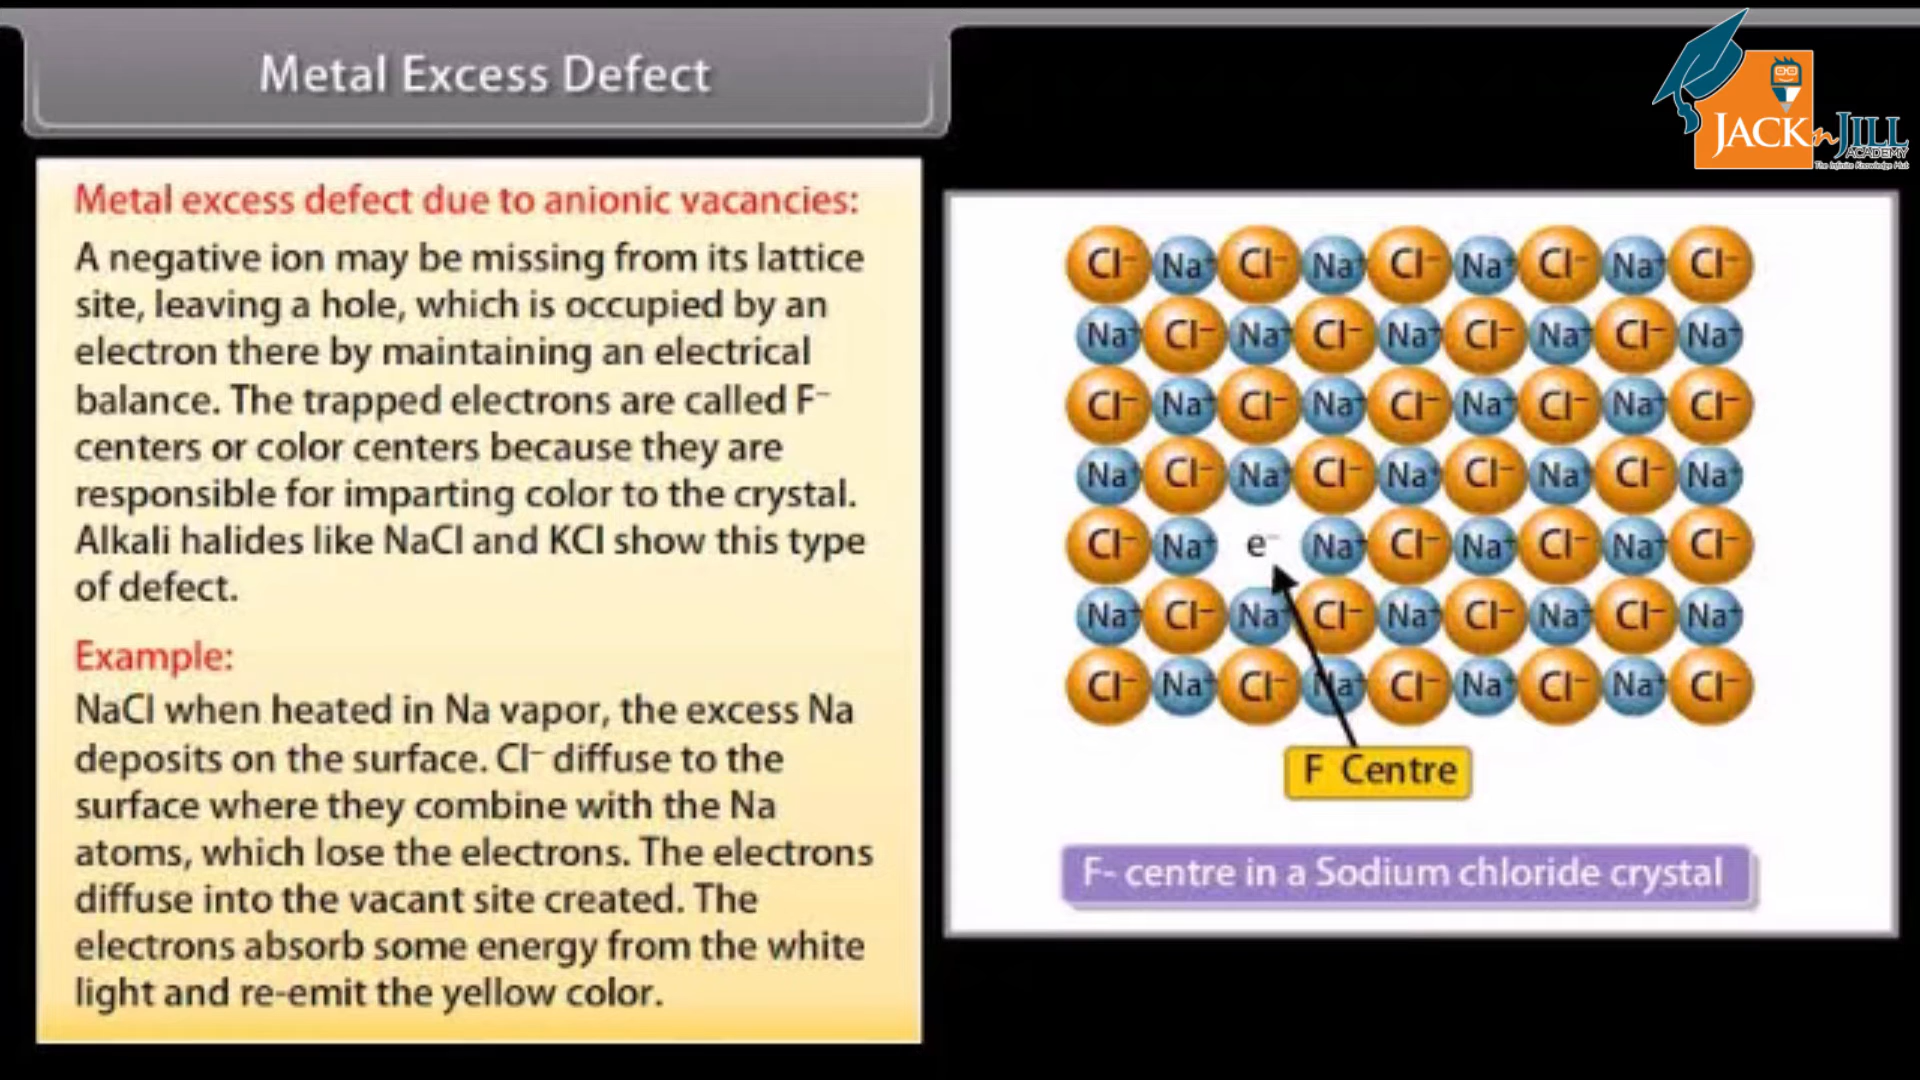 Metal Excess Defect
JACKnJILL
ACADEMY
The Infinite Knowledge Hub
Metal excess defect due to anionic vacancies:
A negative ion may be missing from its lattice
site, leaving a hole, which is occupied by an
electron there by maintaining an electrical
balance. The trapped electrons are called F⁻
centers or color centers because they are
responsible for imparting color to the crystal.
Alkali halides like NaCl and KCl show this type
of defect.
Example:
NaCl when heated in Na vapor, the excess Na
deposits on the surface. Cl⁻ diffuse to the
surface where they combine with the Na
atoms, which lose the electrons. The electrons
diffuse into the vacant site created. The
electrons absorb some energy from the white
light and re-emit the yellow color.
Cl⁻ Na⁺ Cl⁻ Na⁺ Cl⁻ Na⁺ Cl⁻ Na⁺ Cl⁻
Na⁺ Cl⁻ Na⁺ Cl⁻ Na⁺ Cl⁻ Na⁺ Cl⁻ Na⁺
Cl⁻ Na⁺ Cl⁻ Na⁺ Cl⁻ Na⁺ Cl⁻ Na⁺ Cl⁻
Na⁺ Cl⁻ Na⁺ Cl⁻ Na⁺ Cl⁻ Na⁺ Cl⁻ Na⁺
Cl⁻ Na⁺ e⁻ Na⁺ Cl⁻ Na⁺ Cl⁻ Na⁺ Cl⁻
Na⁺ Cl⁻ Na⁺ Cl⁻ Na⁺ Cl⁻ Na⁺ Cl⁻ Na⁺
Cl⁻ Na⁺ Cl⁻ Na⁺ Cl⁻ Na⁺ Cl⁻ Na⁺ Cl⁻
F Centre
F- centre in a Sodium chloride crystal